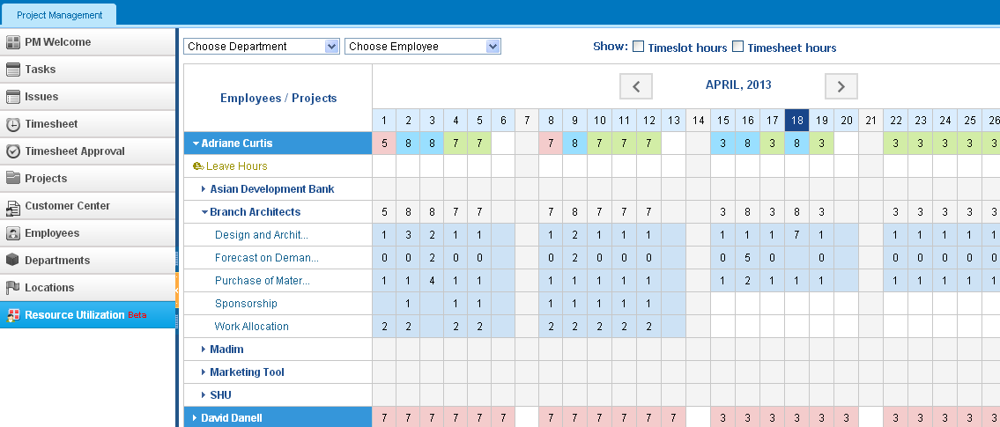 Project Management
PM Welcome
Tasks
Issues
Timesheet
Timesheet Approval
Projects
Customer Center
Employees
Departments
Locations
Resource Utilization Beta
Choose Department Choose Employee Show: Timeslot hours Timesheet hours
Employees / Projects
APRIL, 2013
1 2 3 4 5 6 7 8 9 10 11 12 13 14 15 16 17 18 19 20 21 22 23 24 25 26
Adriane Curtis 5 8 8 7 7 7 8 7 7 7 3 8 3 8 3 3 3 3 3 3
Leave Hours
Asian Development Bank
Branch Architects 5 8 8 7 7 7 8 7 7 7 3 8 3 8 3 3 3 3 3 3
Design and Archit... 1 3 2 1 1 1 2 1 1 1 1 1 1 7 1 1 1 1 1 1
Forecast on Deman... 0 0 2 0 0 0 2 0 0 0 0 5 0 0 0 0 0 0 0
Purchase of Mater... 1 1 4 1 1 1 1 1 1 1 1 2 1 1 1 1 1 1 1 1
Sponsorship 1 1 1 1 1 1 1 1
Work Allocation 2 2 2 2 2 2 2 2 2
Madim
Marketing Tool
SHU
David Danell 7 7 7 7 7 7 7 7 7 7 7 7 3 3 3 3 3 3 3 3 3 3 3